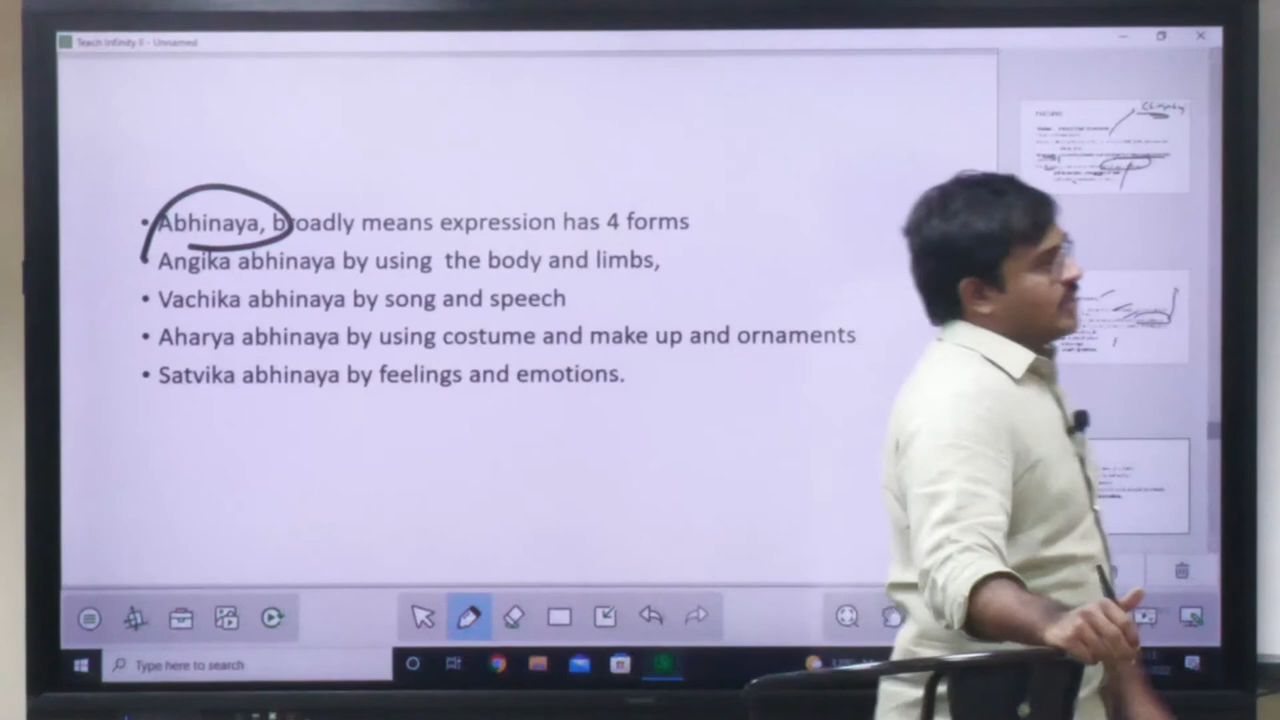 Teach Infinity II - Unnamed
• Abhinaya, broadly means expression has 4 forms
• Angika abhinaya by using the body and limbs,
• Vachika abhinaya by song and speech
• Aharya abhinaya by using costume and make up and ornaments
• Satvika abhinaya by feelings and emotions.
Type here to search